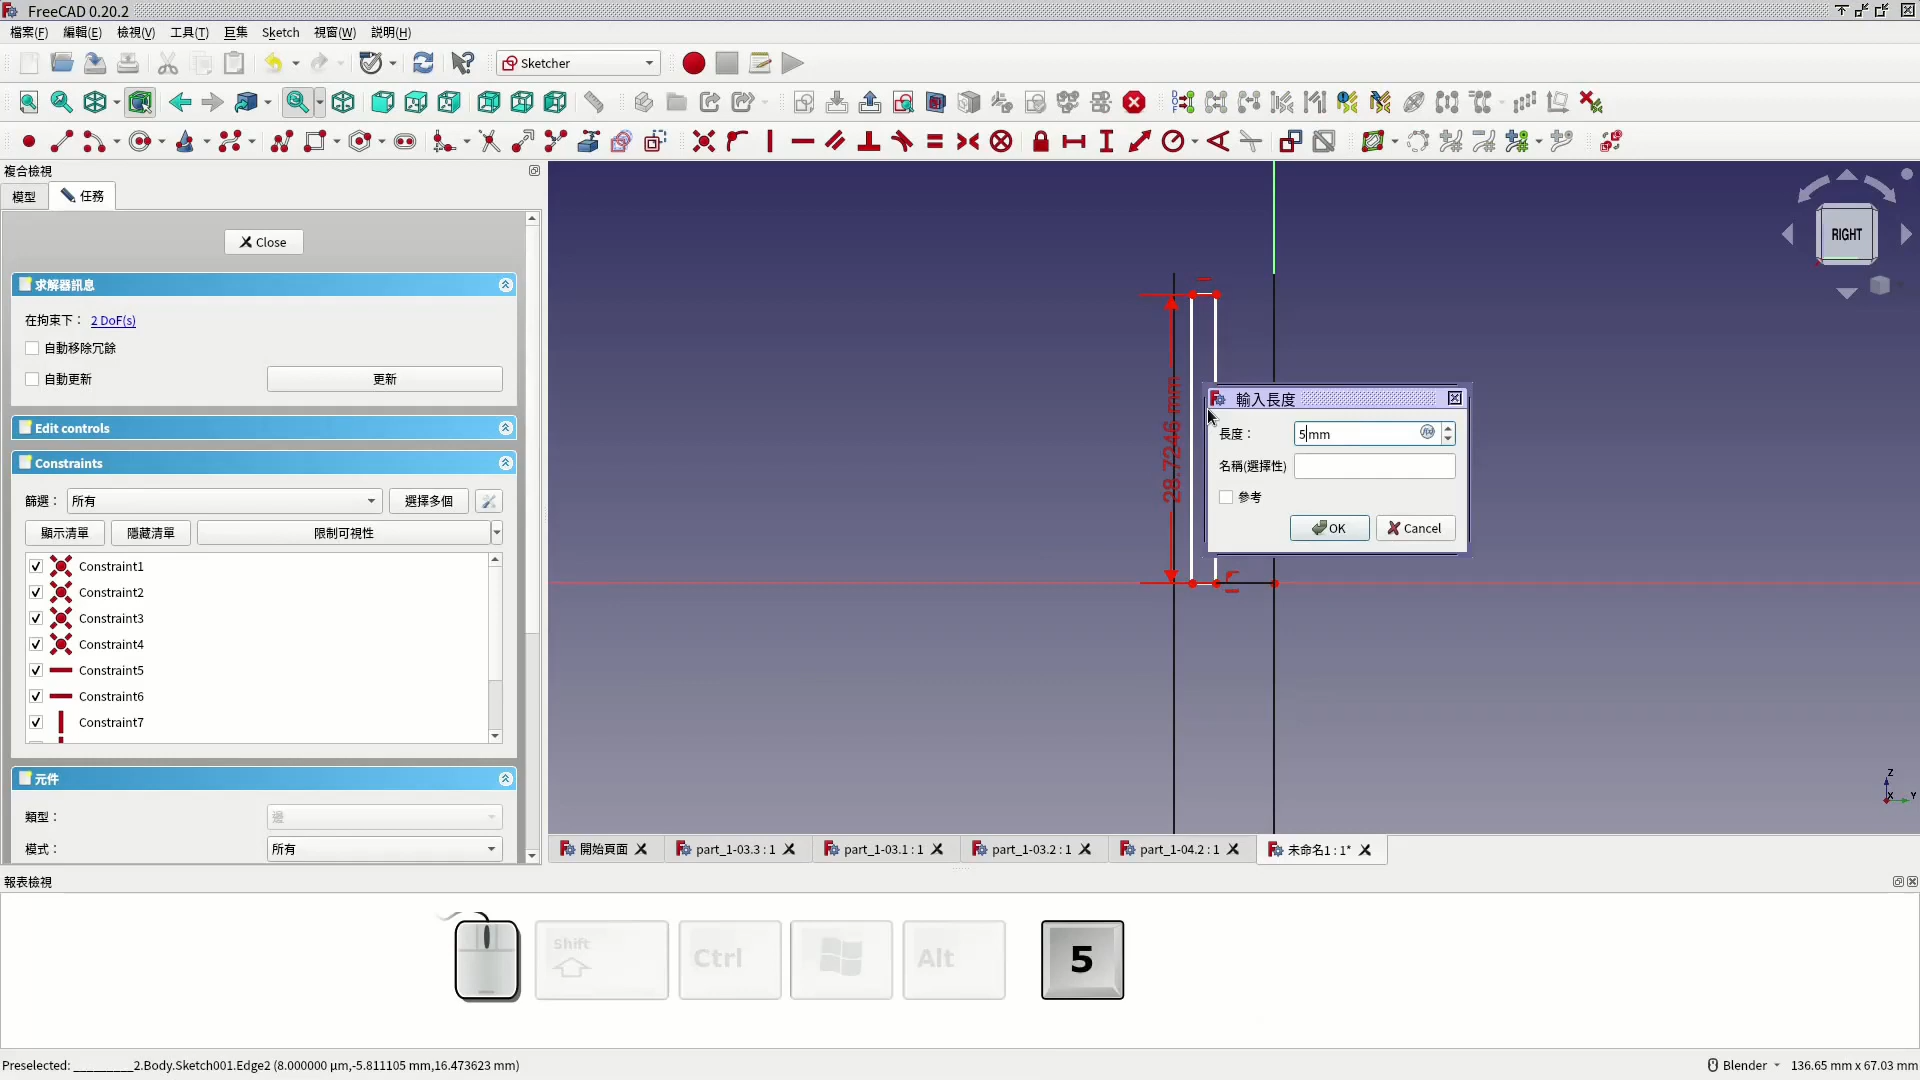 FreeCAD 0.20.2
檔案(F) 編輯(E) 檢視(V) 工具(T) 巨集 Sketch 視窗(W) 説明(H)
Sketcher
複合檢視
模型 任務
Close
求解器訊息
在拘束下： 2 DoF(s)
自動移除冗餘
自動更新 更新
Edit controls
Constraints
篩選： 所有 選擇多個
顯示清單 隱藏清單 限制可視性
Constraint1
Constraint2
Constraint3
Constraint4
Constraint5
Constraint6
Constraint7
元件
類型： 邊
模式： 所有
RIGHT
28.7246 mm
輸入長度
長度： 5mm
名稱(選擇性)
參考
OK Cancel
Z
X Y
開始頁面 part_1-03.3 : 1 part_1-03.1 : 1 part_1-03.2 : 1 part_1-04.2 : 1 未命名1 : 1*
報表檢視
Shift Ctrl Alt 5
Preselected: _________2.Body.Sketch001.Edge2 (8.000000 µm,-5.811105 mm,16.473623 mm) Blender 136.65 mm x 67.03 mm